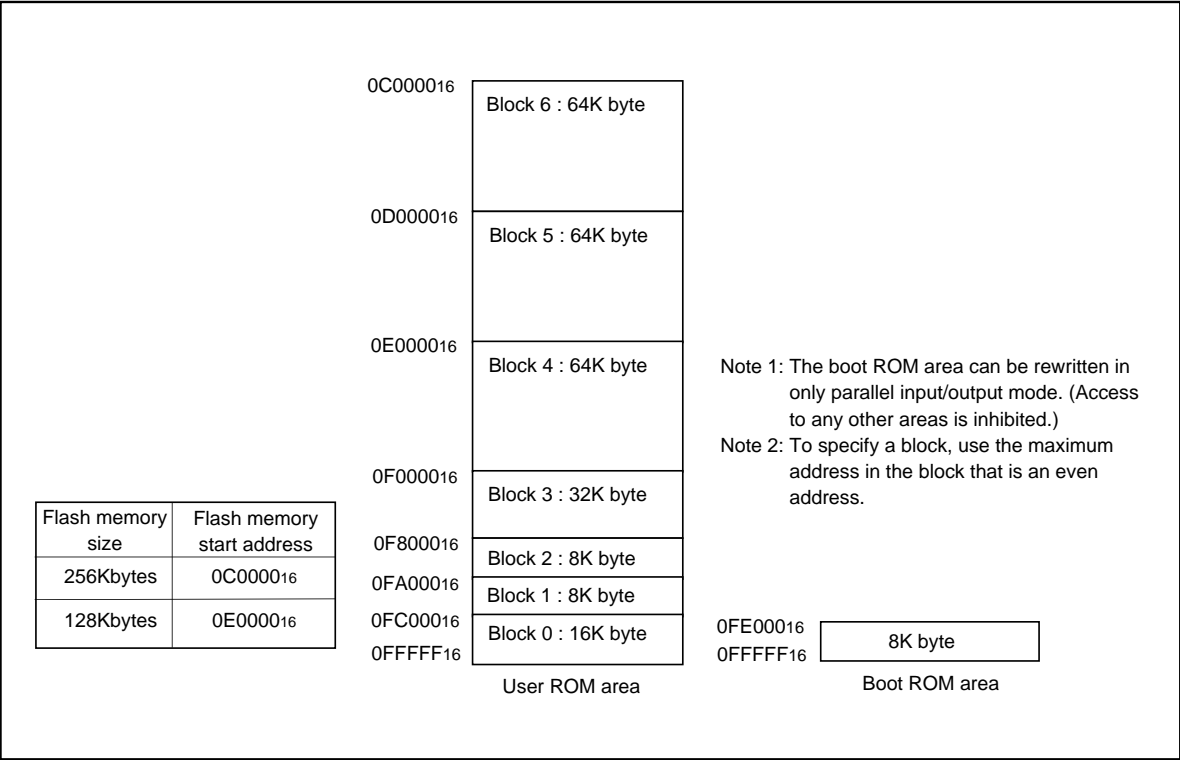 0C000016
Block 6 : 64K byte
0D000016
Block 5 : 64K byte
0E000016
Block 4 : 64K byte
0F000016
Block 3 : 32K byte
0F800016
Block 2 : 8K byte
0FA00016
Block 1 : 8K byte
0FC00016
Block 0 : 16K byte
0FFFFF16
User ROM area
Note 1: The boot ROM area can be rewritten in
only parallel input/output mode. (Access
to any other areas is inhibited.)
Note 2: To specify a block, use the maximum
address in the block that is an even
address.
Flash memory size
Flash memory start address
256Kbytes 0C000016
128Kbytes 0E000016
0FE00016
8K byte
0FFFFF16
Boot ROM area